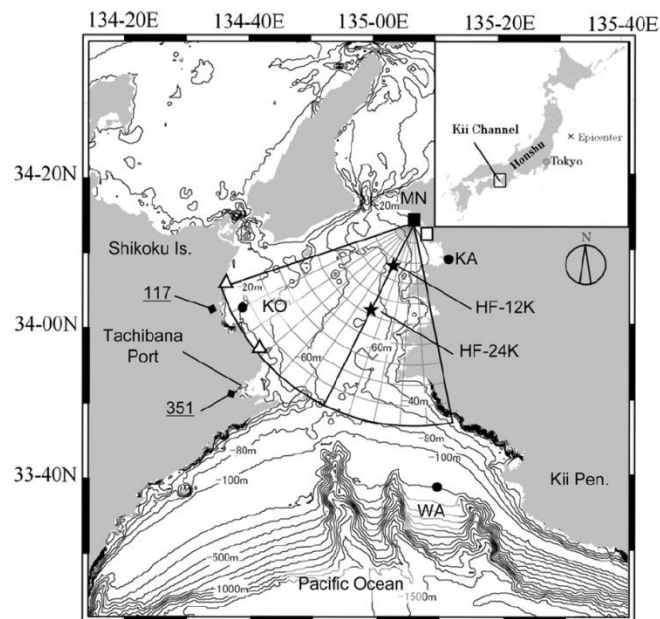 134-20E 134-40E 135-00E 135-20E 135-40E
34-20N
34-00N
33-40N
Kii Channel
Honshu
× Epicenter
Tokyo
N
MN
-20m
Shikoku Is.
KA
-20m
117
KO
HF-12K
Tachibana
Port
HF-24K
-60m
-60m
351
-40m
-80m
-80m
-100m
-100m
Kii Pen.
WA
-500m
-1000m
Pacific Ocean
-1500m